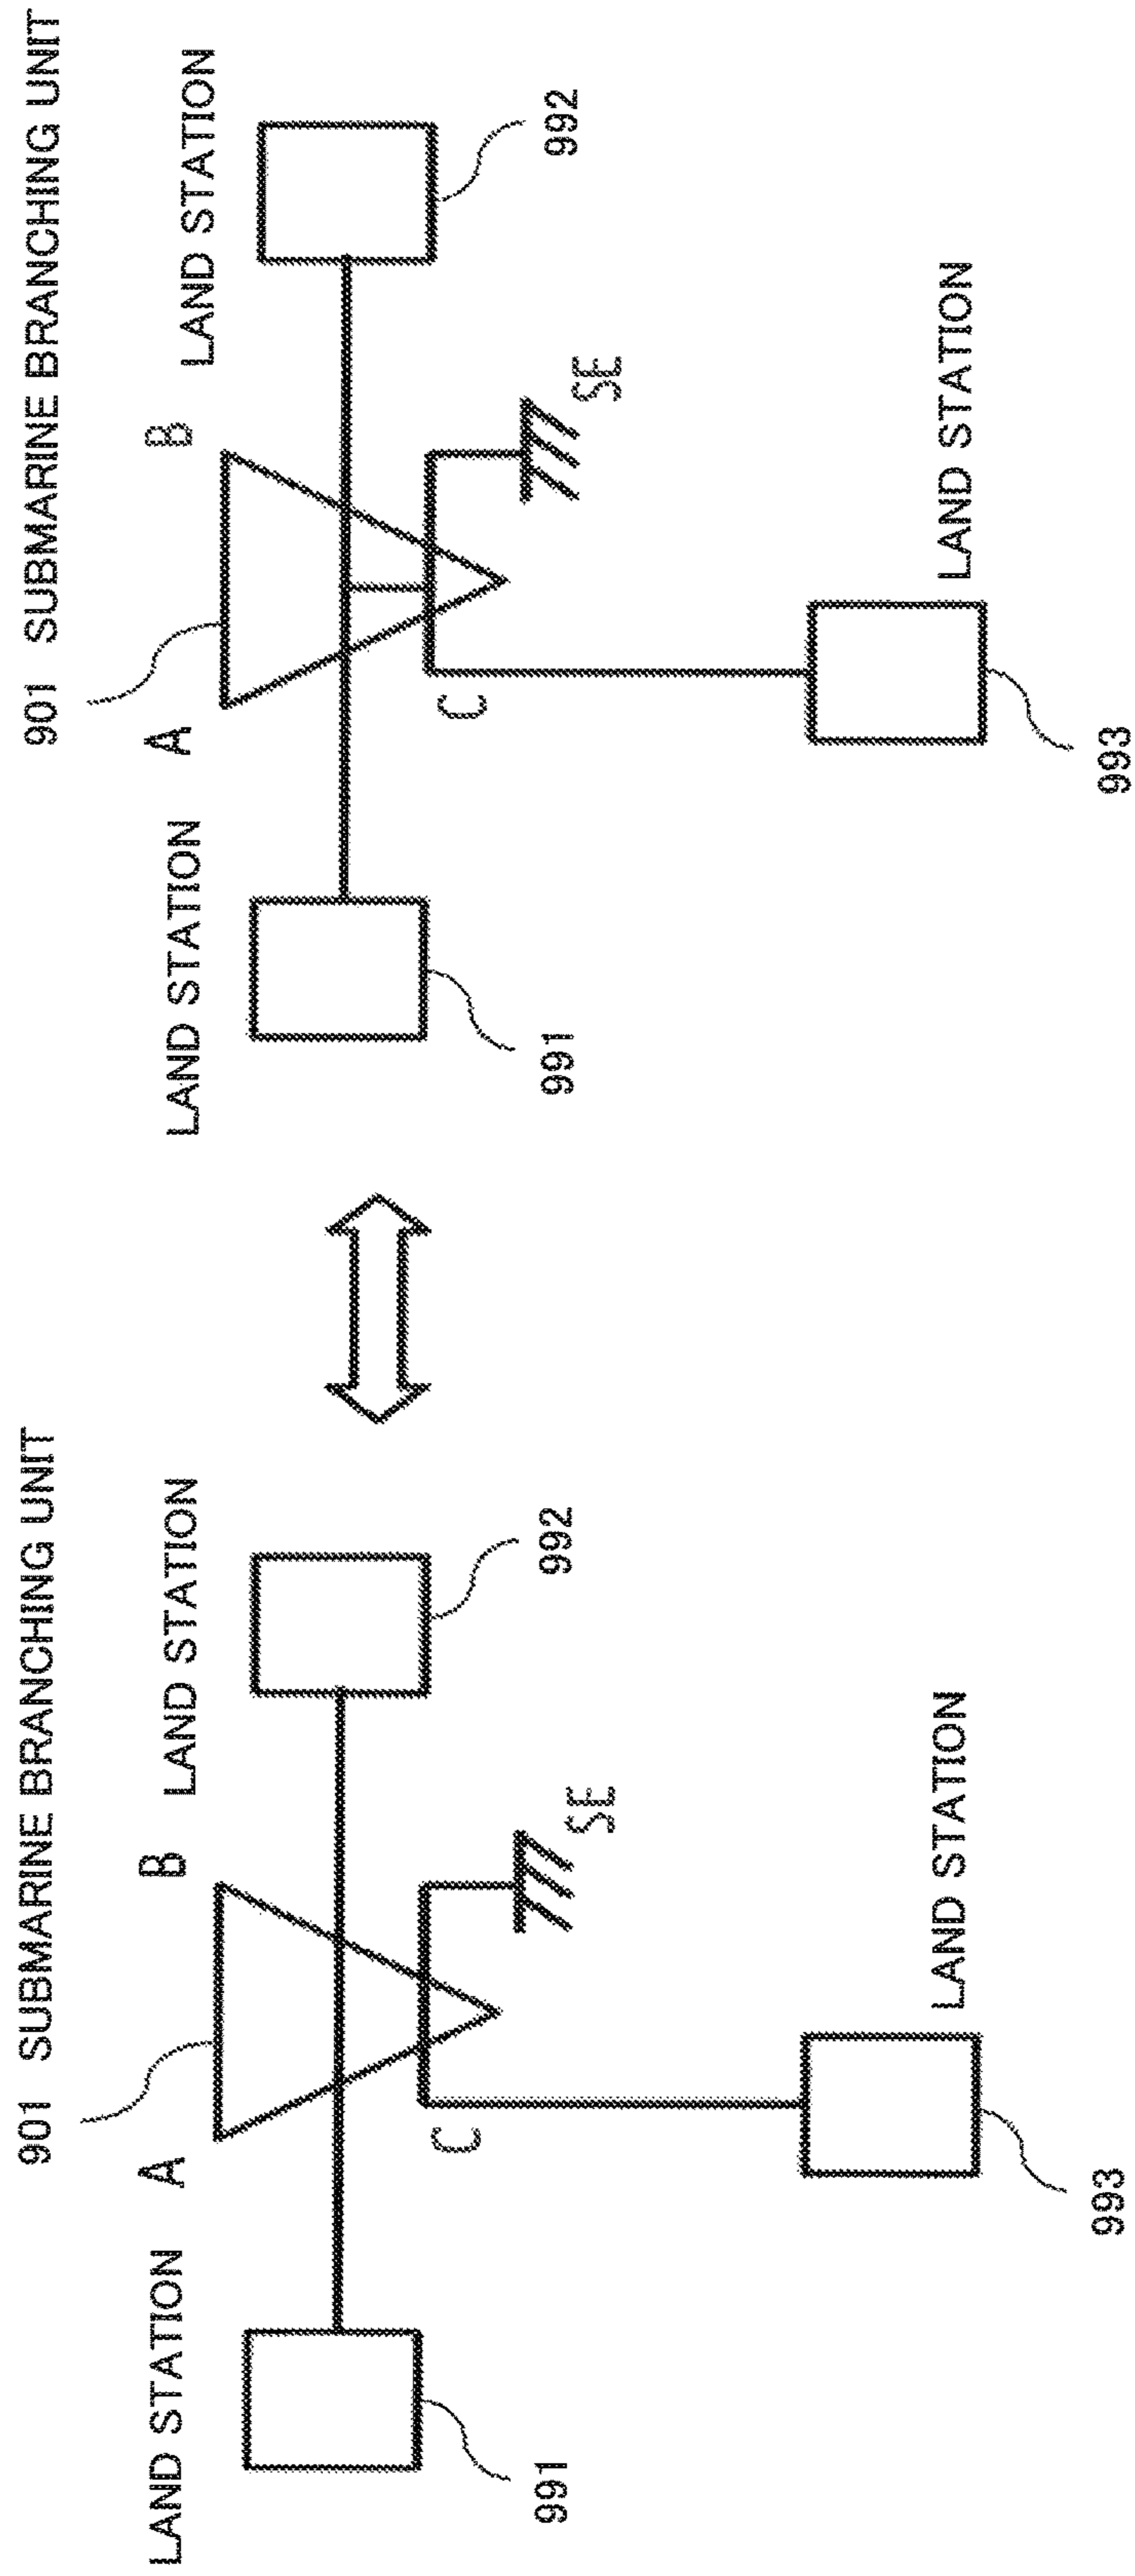 901 SUBMARINE BRANCHING UNIT
LAND STATION
A
B
LAND STATION
991
992
C
SE
LAND STATION
993
901 SUBMARINE BRANCHING UNIT
LAND STATION
A
B
LAND STATION
991
992
C
SE
LAND STATION
993